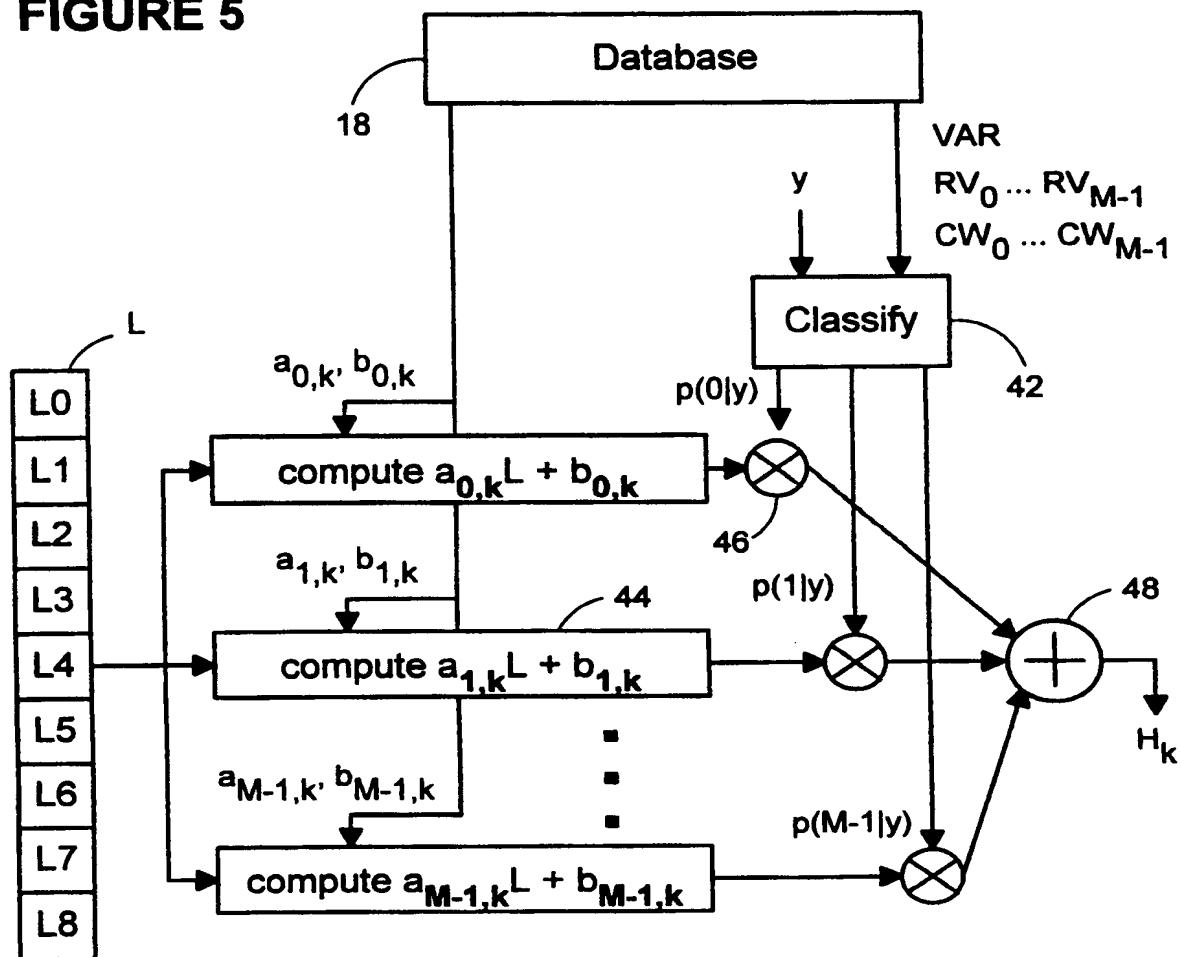 FIGURE 5
Database
18
VAR
RV0 ... RVM-1
CW0 ... CWM-1
y
Classify
42
L
a0,k, b0,k
p(0|y)
L0
L1
L2
L3
L4
L5
L6
L7
L8
compute a0,kL + b0,k
46
a1,k, b1,k
44
p(1|y)
48
compute a1,kL + b1,k
Hk
aM-1,k, bM-1,k
p(M-1|y)
compute aM-1,kL + bM-1,k